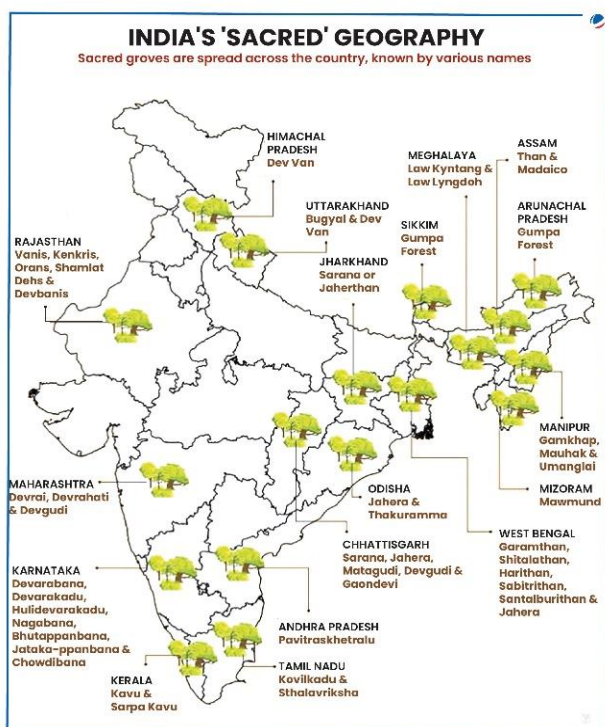 INDIA'S 'SACRED' GEOGRAPHY
Sacred groves are spread across the country, known by various names
HIMACHAL
PRADESH
Dev Van
UTTARAKHAND
Bugyal & Dev
Van
JHARKHAND
Sarana or
Jaherthan
SIKKIM
Gumpa
Forest
MEGHALAYA
Law Kyntang &
Law Lyngdoh
ASSAM
Than &
Madaico
ARUNACHAL
PRADESH
Gumpa
Forest
RAJASTHAN
Vanis, Kenkris,
Orans, Shamlat
Dehs &
Devbanis
MANIPUR
Gamkhap,
Mauhak &
Umanglai
MIZORAM
Mawmund
MAHARASHTRA
Devrai, Devrahati
& Devgudi
ODISHA
Jahera &
Thakuramma
CHHATTISGARH
Sarana, Jahera,
Matagudi, Devgudi &
Gaondevi
WEST BENGAL
Garamthan,
Shitalathan,
Harithan,
Sabitrithan,
Santalburithan &
Jahera
KARNATAKA
Devarabana,
Devarakadu,
Hulidevarakadu,
Nagabana,
Bhutappanbana,
Jataka-ppanbana &
Chowdibana
ANDHRA PRADESH
Pavitraskhetralu
TAMIL NADU
Kovilkadu &
Sthalavriksha
KERALA
Kavu &
Sarpa Kavu